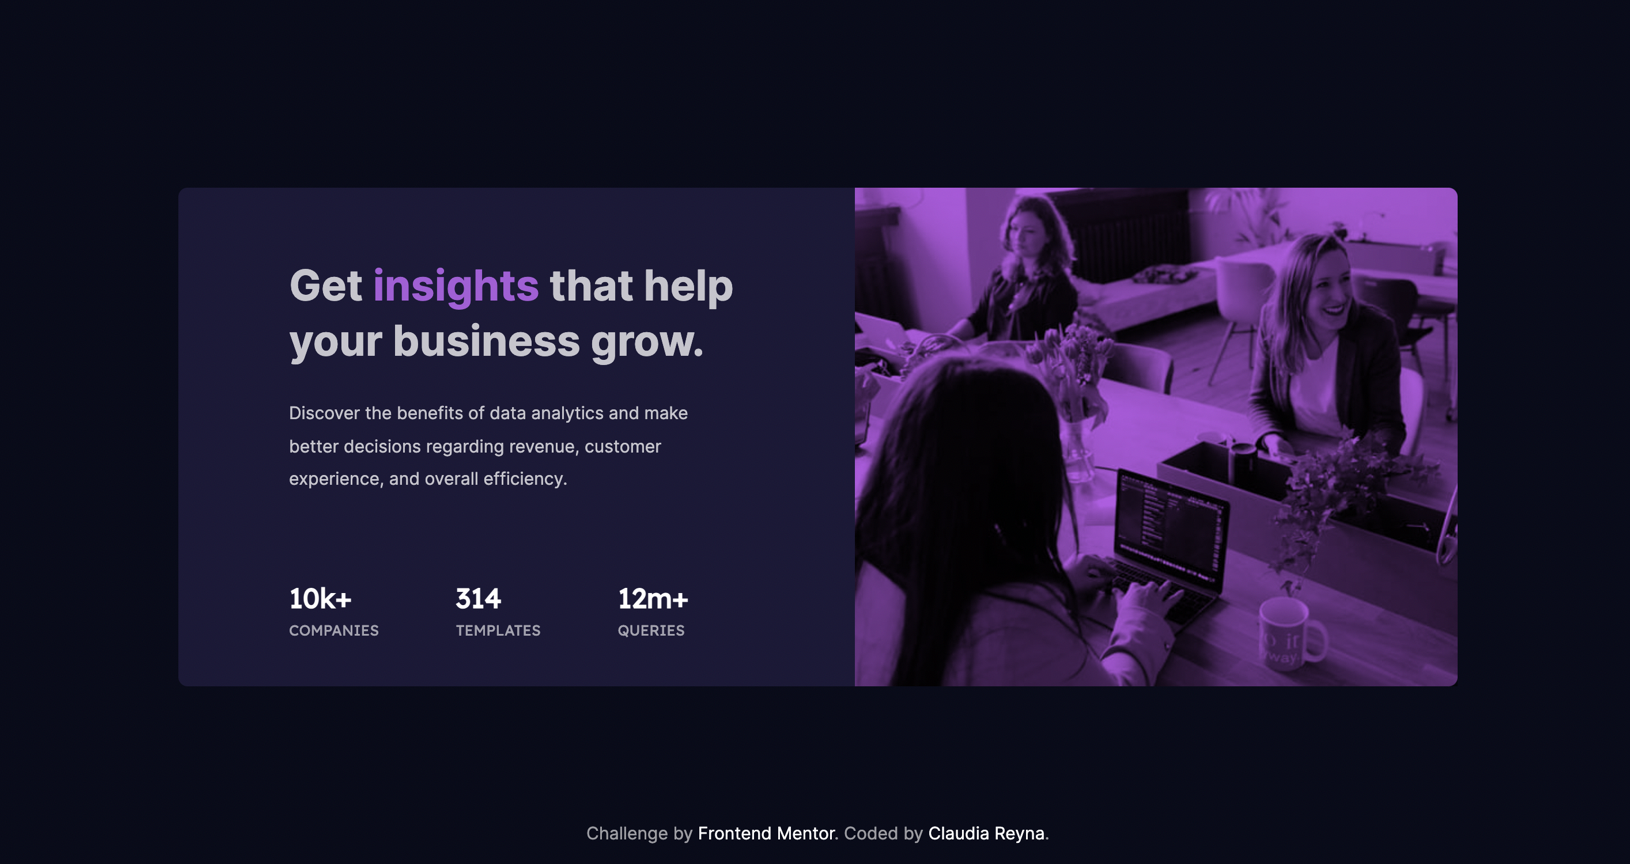 Get insights that help
your business grow.
Discover the benefits of data analytics and make
better decisions regarding revenue, customer
experience, and overall efficiency.
10k+
COMPANIES
314
TEMPLATES
12m+
QUERIES
Challenge by Frontend Mentor. Coded by Claudia Reyna.